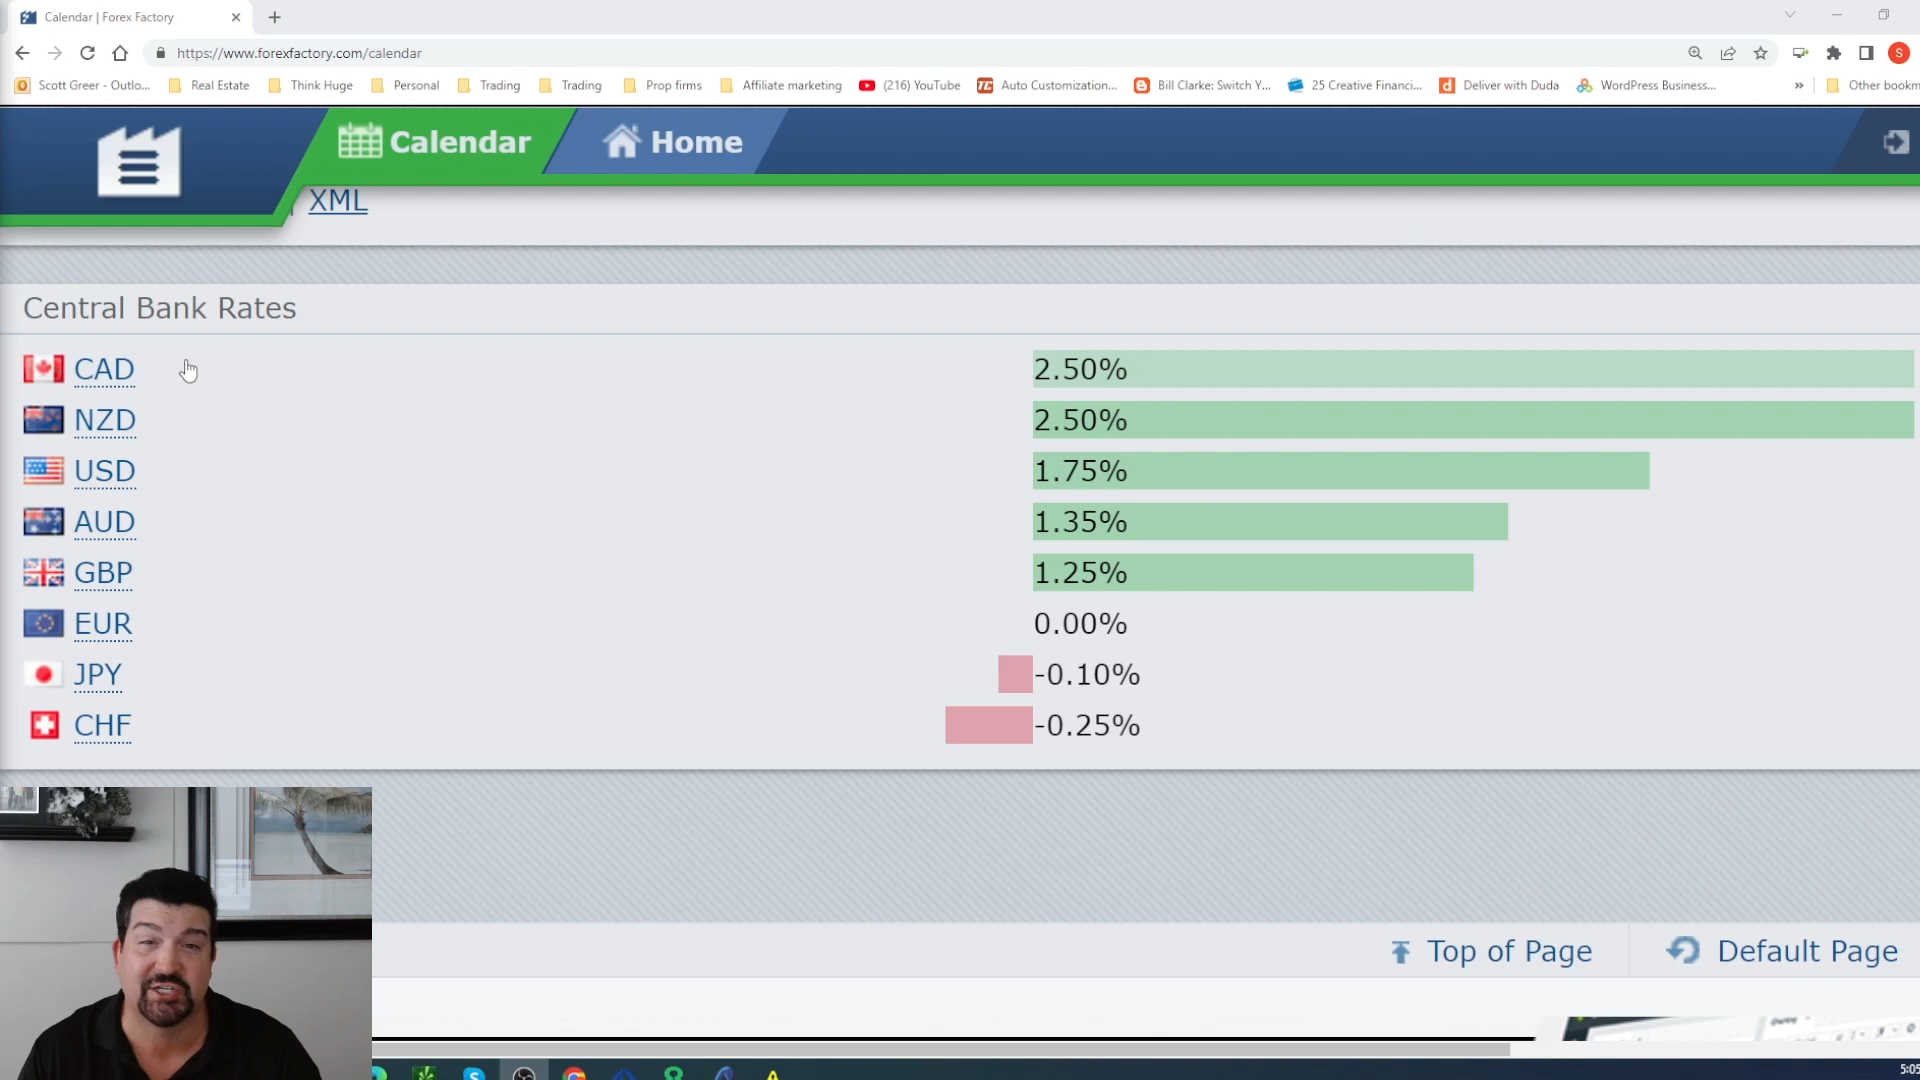 Calendar | Forex Factory
https://www.forexfactory.com/calendar
S
Scott Greer - Outlo... Real Estate Think Huge Personal Trading Trading Prop firms Affiliate marketing (216) YouTube Auto Customization... Bill Clarke: Switch Y... 25 Creative Financi... Deliver with Duda WordPress Business... » Other bookm
Calendar Home
XML
Central Bank Rates
CAD 2.50%
NZD 2.50%
USD 1.75%
AUD 1.35%
GBP 1.25%
EUR 0.00%
JPY -0.10%
CHF -0.25%
Top of Page Default Page
5:05